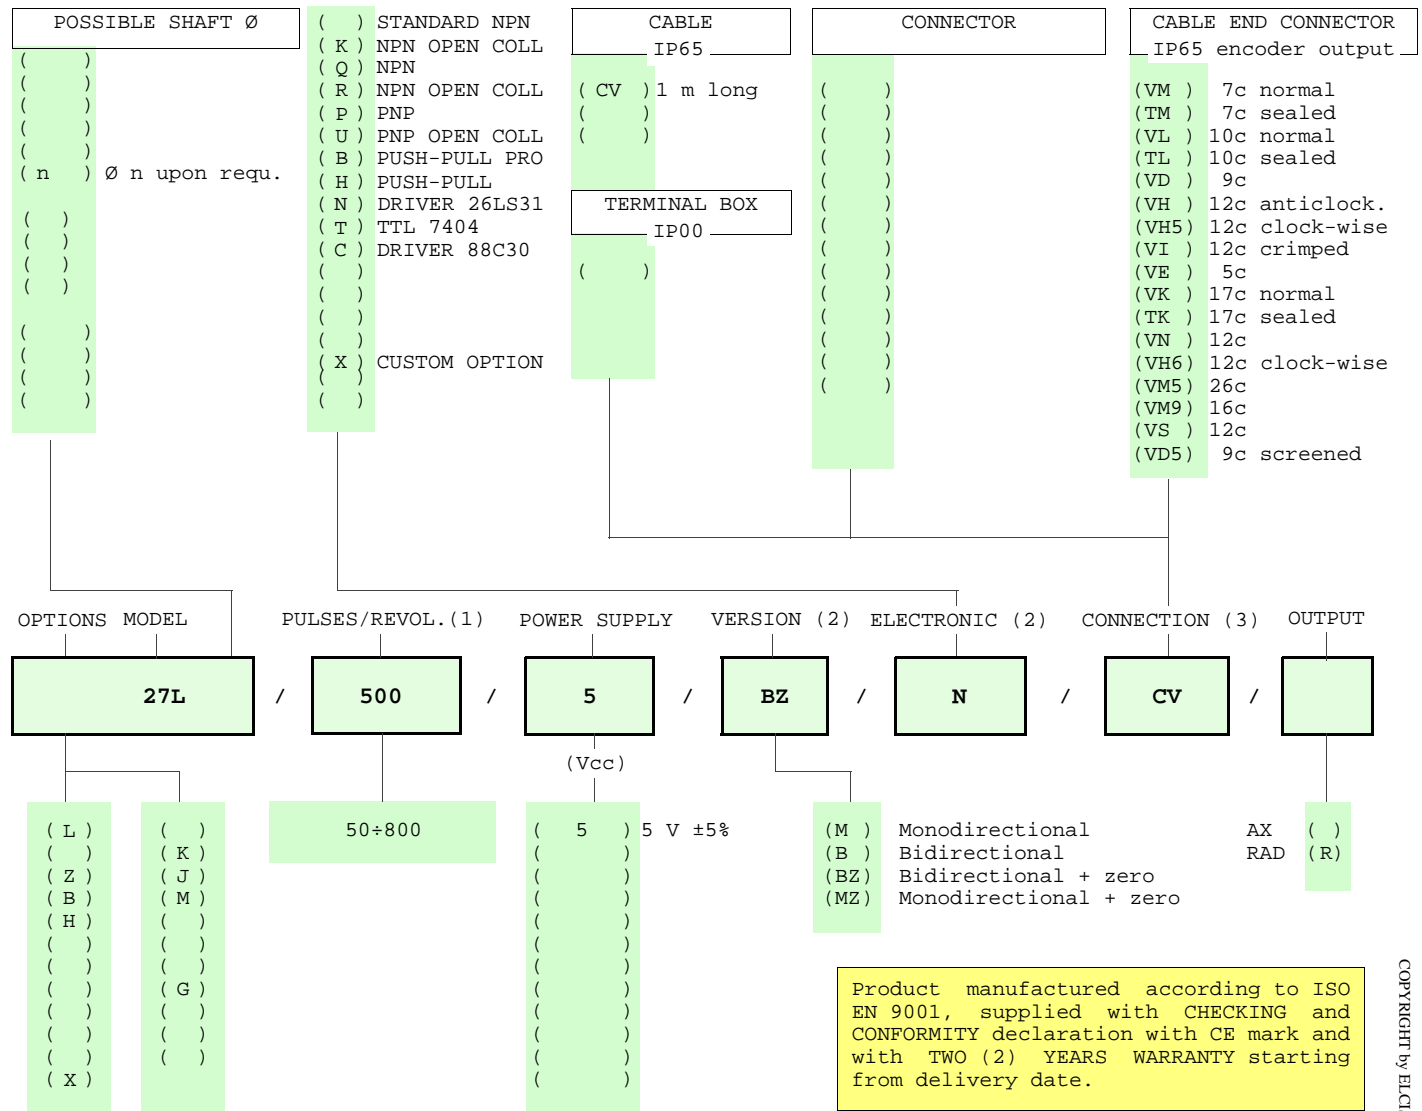 POSSIBLE SHAFT Ø
( )
( )
( )
( )
( )
( n ) Ø n upon requ.
( )
( )
( )
( )
( )
( )
( )
( )
( ) STANDARD NPN
( K ) NPN OPEN COLL
( Q ) NPN
( R ) NPN OPEN COLL
( P ) PNP
( U ) PNP OPEN COLL
( B ) PUSH-PULL PRO
( H ) PUSH-PULL
( N ) DRIVER 26LS31
( T ) TTL 7404
( C ) DRIVER 88C30
( )
( )
( )
( )
( X ) CUSTOM OPTION
( )
( )
CABLE
IP65
( CV ) 1 m long
( )
( )
TERMINAL BOX
IP00
( )
CONNECTOR
( )
( )
( )
( )
( )
( )
( )
( )
( )
( )
( )
( )
( )
( )
CABLE END CONNECTOR
IP65 encoder output
(VM ) 7c normal
(TM ) 7c sealed
(VL ) 10c normal
(TL ) 10c sealed
(VD ) 9c
(VH ) 12c anticlock.
(VH5) 12c clock-wise
(VI ) 12c crimped
(VE ) 5c
(VK ) 17c normal
(TK ) 17c sealed
(VN ) 12c
(VH6) 12c clock-wise
(VM5) 26c
(VM9) 16c
(VS ) 12c
(VD5) 9c screened
OPTIONS MODEL PULSES/REVOL.(1) POWER SUPPLY VERSION (2) ELECTRONIC (2) CONNECTION (3) OUTPUT
27L / 500 / 5 / BZ / N / CV /
(Vcc)
( L )
( )
( Z )
( B )
( H )
( )
( )
( )
( )
( )
( )
( X )
( )
( K )
( J )
( M )
( )
( )
( )
( G )
( )
( )
( )
50÷800
( 5 ) 5 V ±5%
( )
( )
( )
( )
( )
( )
( )
( )
( )
( )
( )
(M ) Monodirectional
(B ) Bidirectional
(BZ) Bidirectional + zero
(MZ) Monodirectional + zero
AX ( )
RAD (R)
Product manufactured according to ISO
EN 9001, supplied with CHECKING and
CONFORMITY declaration with CE mark and
with TWO (2) YEARS WARRANTY starting
from delivery date.
COPYRIGHT by ELCI